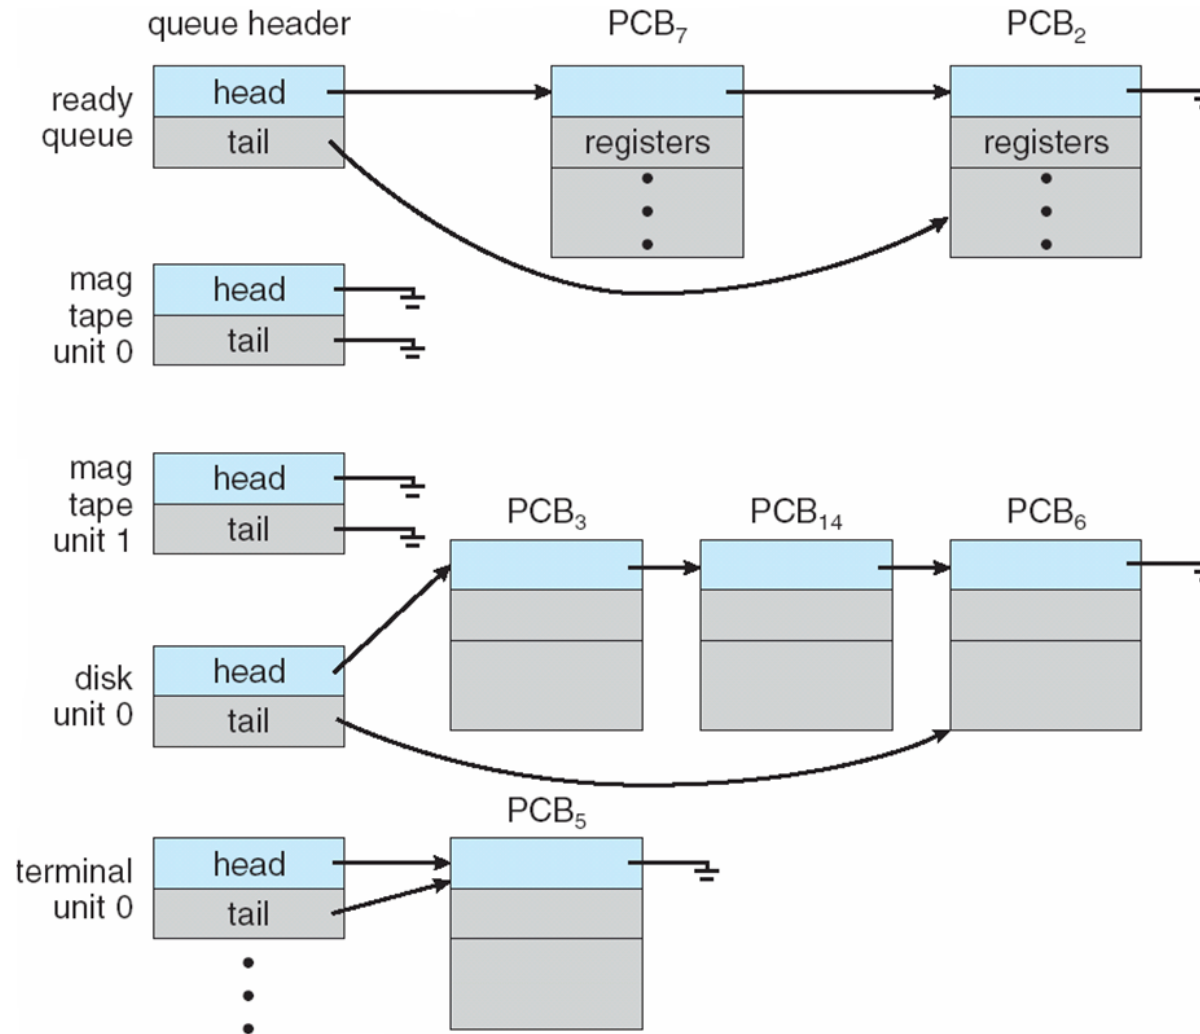 queue header
PCB₇
PCB₂
ready
queue
head
tail
registers
registers
mag
tape
unit 0
head
tail
mag
tape
unit 1
head
tail
PCB₃
PCB₁₄
PCB₆
disk
unit 0
head
tail
PCB₅
terminal
unit 0
head
tail